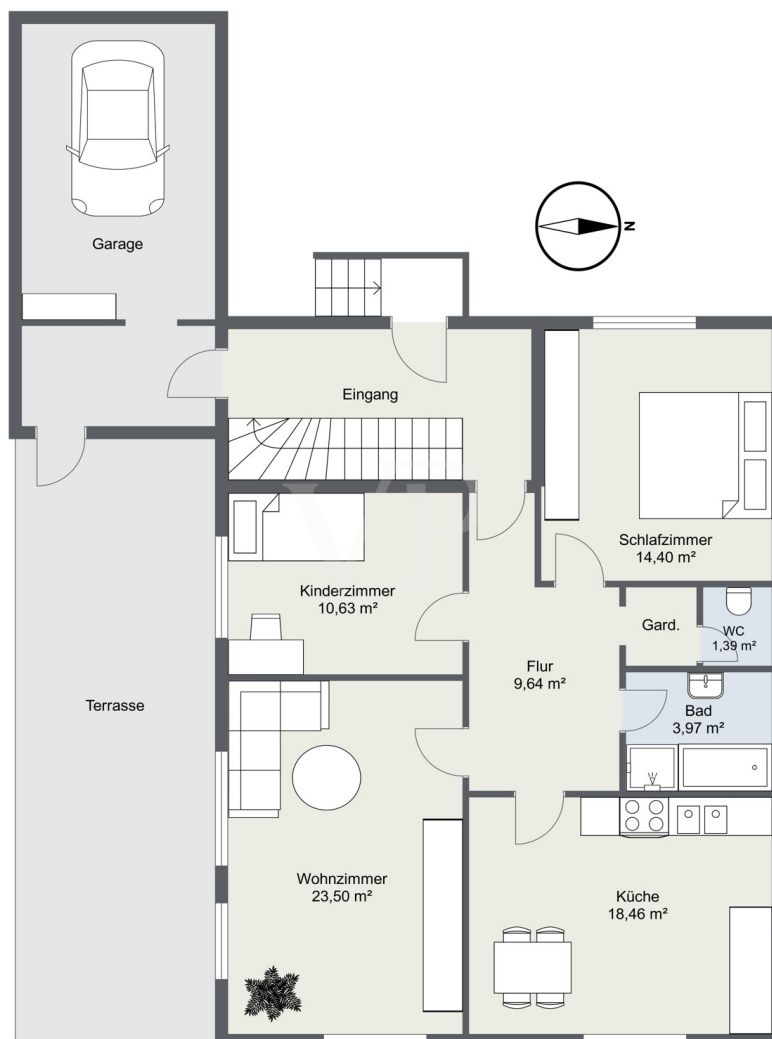 Garage
N
Eingang
Schlafzimmer
14,40 m²
Kinderzimmer
10,63 m²
Gard.
WC
1,39 m²
Flur
9,64 m²
Terrasse
Bad
3,97 m²
Wohnzimmer
23,50 m²
Küche
18,46 m²